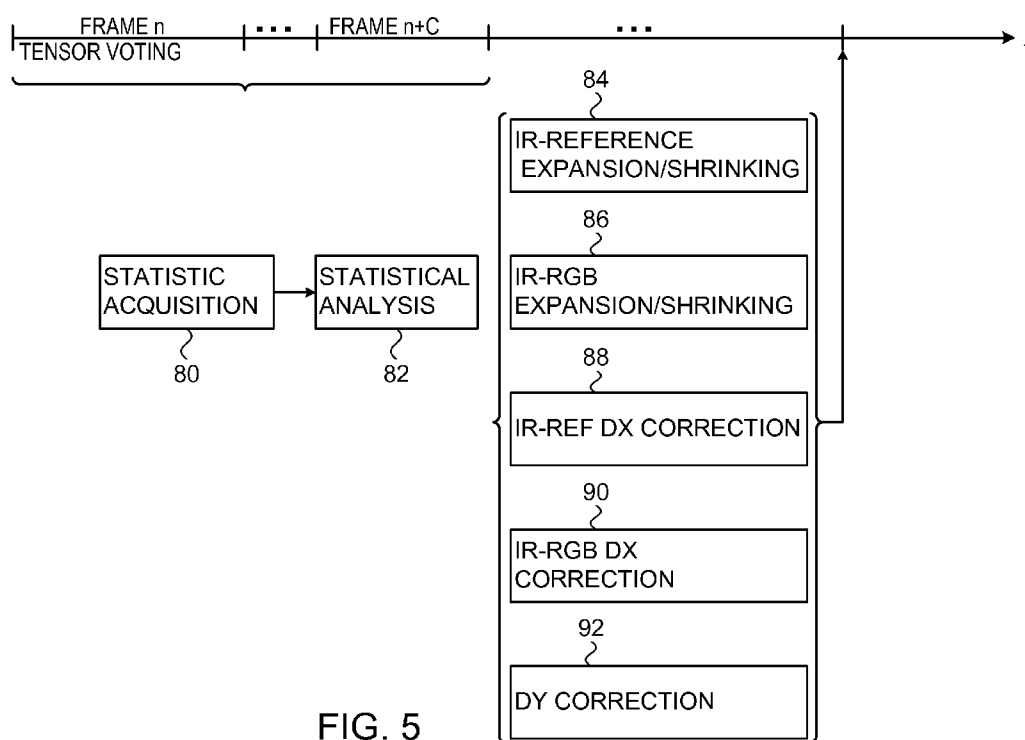 FRAME n ... FRAME n+C ...
TENSOR VOTING
84
IR-REFERENCE
EXPANSION/SHRINKING
86
IR-RGB
EXPANSION/SHRINKING
STATISTIC
ACQUISITION
80
STATISTICAL
ANALYSIS
82
88
IR-REF DX CORRECTION
90
IR-RGB DX
CORRECTION
92
DY CORRECTION
FIG. 5